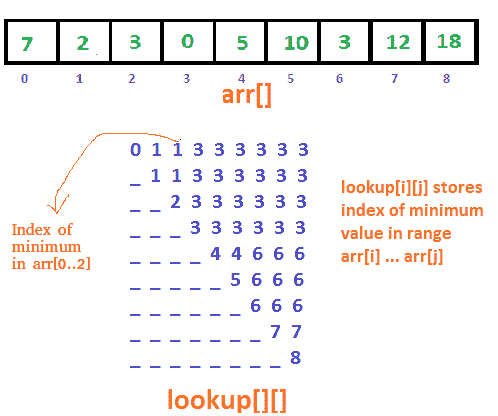 7 2 3 0 5 10 3 12 18
0 1 2 3 4 5 6 7 8
arr[]
0 1 1 3 3 3 3 3 3
_ 1 1 3 3 3 3 3 3
_ _ 2 3 3 3 3 3 3
_ _ _ 3 3 3 3 3 3
_ _ _ _ 4 4 6 6 6
_ _ _ _ _ 5 6 6 6
_ _ _ _ _ _ 6 6 6
_ _ _ _ _ _ _ 7 7
_ _ _ _ _ _ _ _ 8
Index of
minimum
in arr[0..2]
lookup[i][j] stores
index of minimum
value in range
arr[i] ... arr[j]
lookup[][]